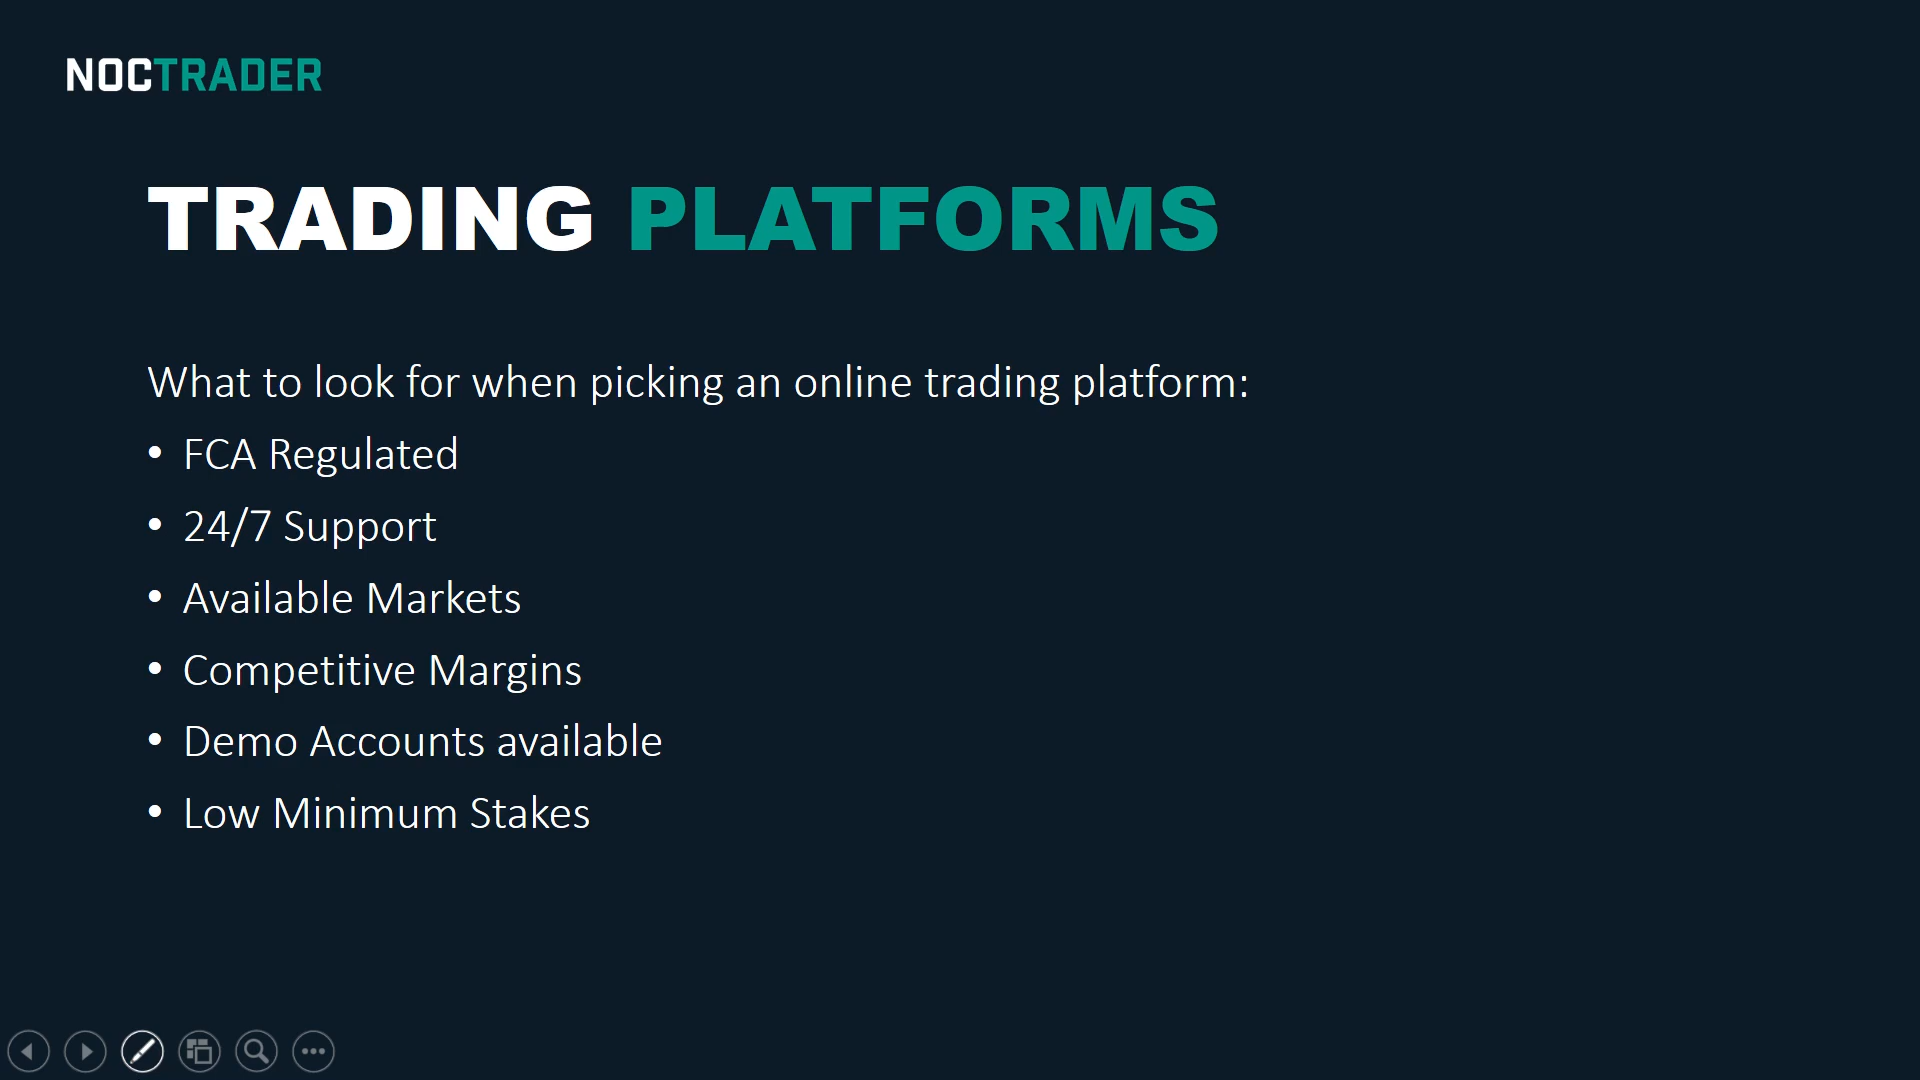 NOCTRADER
TRADING PLATFORMS
What to look for when picking an online trading platform:
• FCA Regulated
• 24/7 Support
• Available Markets
• Competitive Margins
• Demo Accounts available
• Low Minimum Stakes